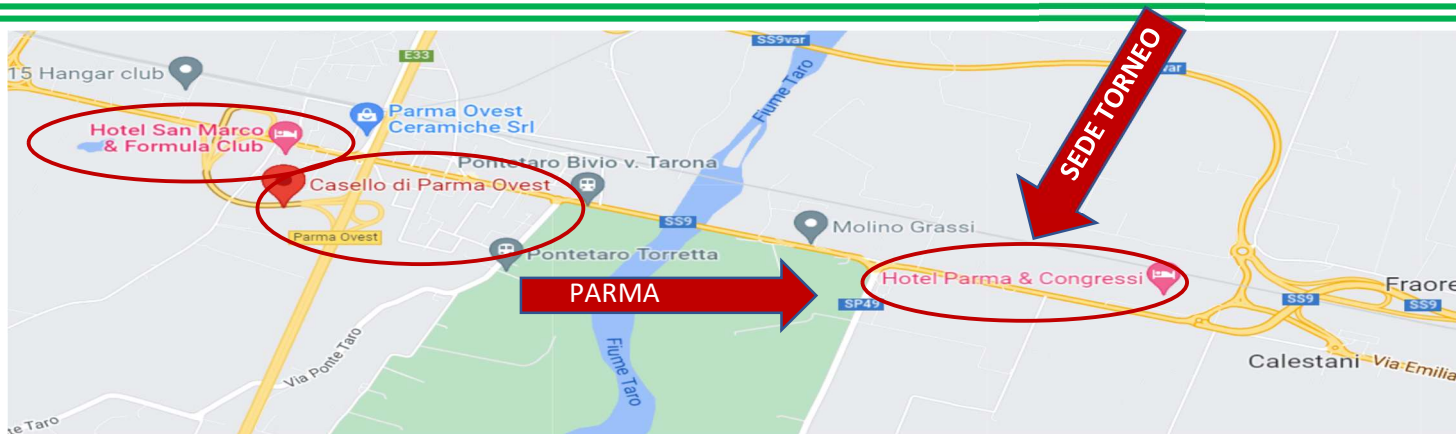 SS9var
E33
SEDE TORNEO
var
15 Hangar club
Fiume Taro
Parma Ovest
Ceramiche Srl
Hotel San Marco
& Formula Club
Pontetaro Bivio v. Tarona
Casello di Parma Ovest
SS9
Molino Grassi
Parma Ovest
Pontetaro Torretta
Hotel Parma & Congressi
Fraore
PARMA
SP49
SS9
SS9
Via Ponte Taro
Fiume Taro
Calestani
Via Emilia
te Taro